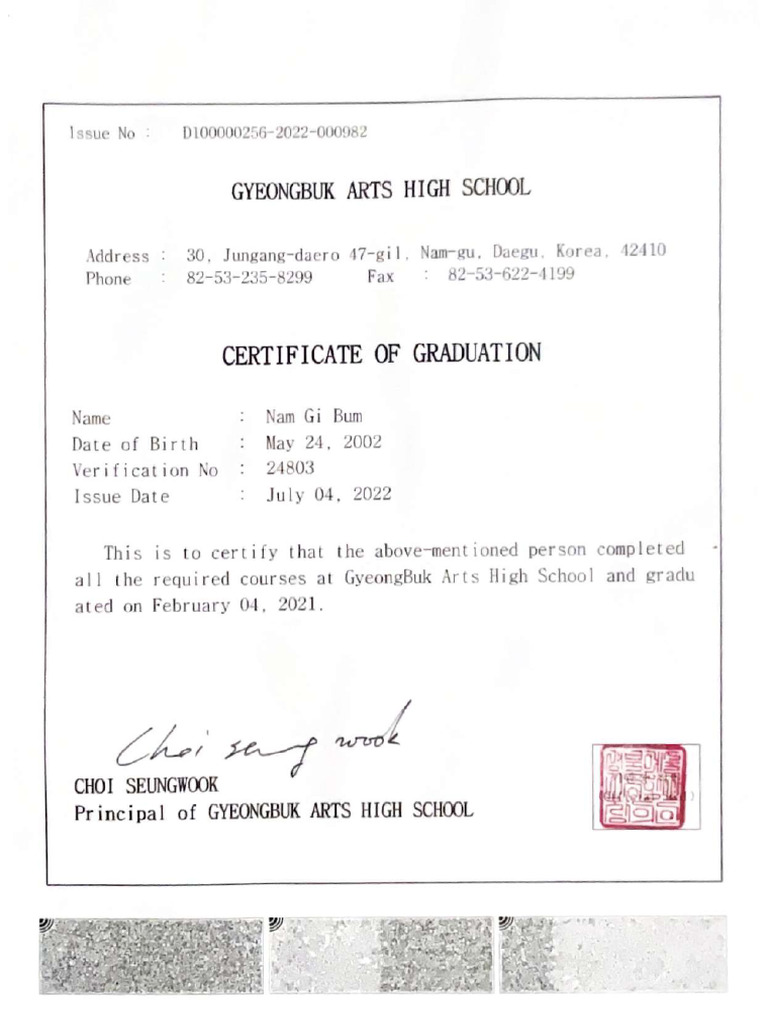 Issue No :    D100000256-2022-000982
GYEONGBUK ARTS HIGH SCHOOL
Address : 30, Jungang-daero 47-gil, Nam-gu, Daegu, Korea, 42410
Phone : 82-53-235-8299 Fax : 82-53-622-4199
CERTIFICATE OF GRADUATION
Name : Nam Gi Bum
Date of Birth : May 24, 2002
Verification No : 24803
Issue Date : July 04, 2022
This is to certify that the above-mentioned person completed
all the required courses at GyeongBuk Arts High School and gradu
ated on February 04, 2021.
Choi seung wook
CHOI SEUNGWOOK
Principal of GYEONGBUK ARTS HIGH SCHOOL